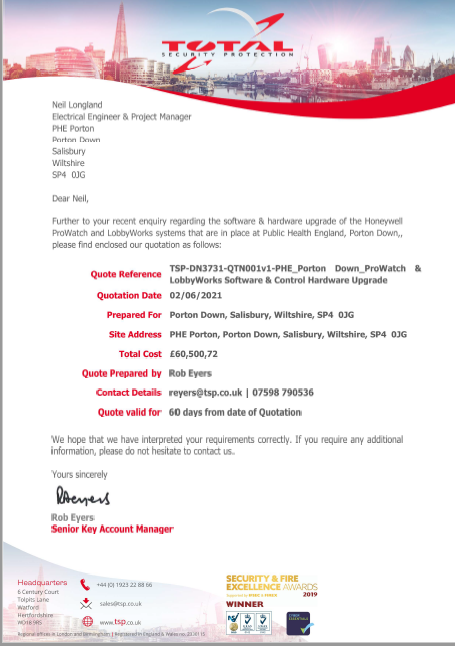 TOTAL
SECURITY PROTECTION
Neil Longland
Electrical Engineer & Project Manager
PHE Porton
Porton Down
Salisbury
Wiltshire
SP4 0JG
Dear Neil,
Further to your recent enquiry regarding the software & hardware upgrade of the Honeywell
ProWatch and LobbyWorks systems that are in place at Public Health England, Porton Down,,
please find enclosed our quotation as follows:
Quote Reference TSP-DN3731-QTN001v1-PHE_Porton Down_ProWatch &
LobbyWorks Software & Control Hardware Upgrade
Quotation Date 02/06/2021
Prepared For Porton Down, Salisbury, Wiltshire, SP4 0JG
Site Address PHE Porton, Porton Down, Salisbury, Wiltshire, SP4 0JG
Total Cost £60,500,72
Quote Prepared by Rob Eyers
Contact Details reyers@tsp.co.uk | 07598 790536
Quote valid for 60 days from date of Quotation
We hope that we have interpreted your requirements correctly. If you require any additional
information, please do not hesitate to contact us.
Yours sincerely
RAeyers
Rob Eyers
Senior Key Account Manager
Headquarters
6 Century Court
Tolpits Lane
Watford
Hertfordshire
WD18 9RS
+44 (0) 1923 22 88 66
sales@tsp.co.uk
www.tsp.co.uk
Regional offices in London and Birmingham | Registered in England & Wales no.
SECURITY & FIRE
EXCELLENCE AWARDS
2019
WINNER